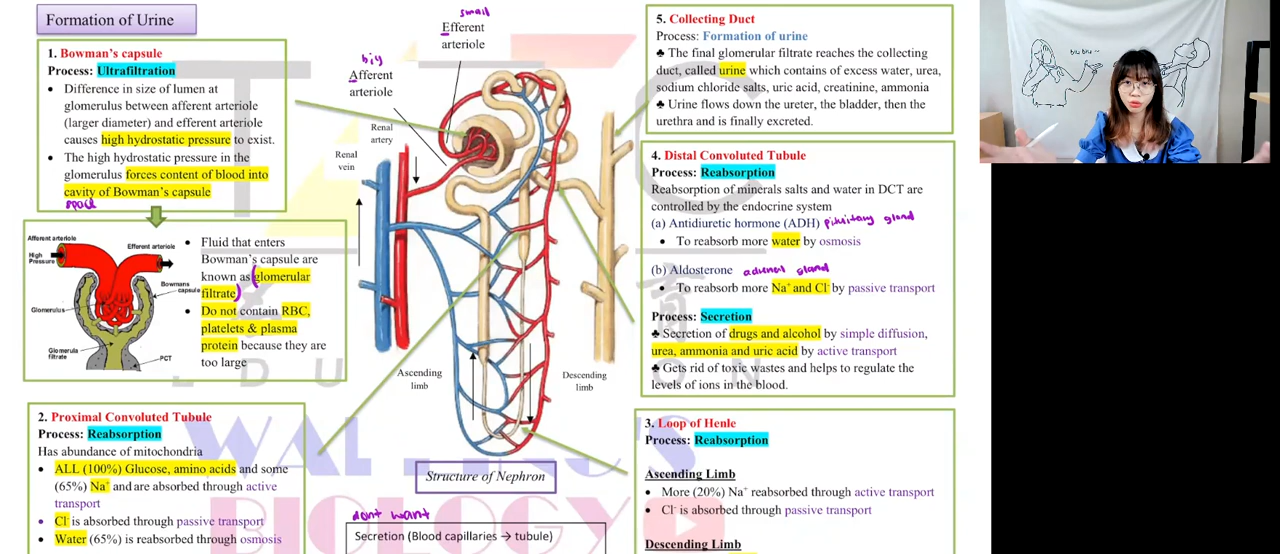 Formation of Urine
1. Bowman's capsule
Process: Ultrafiltration
• Difference in size of lumen at
glomerulus between afferent arteriole
(larger diameter) and efferent arteriole
causes high hydrostatic pressure to exist.
• The high hydrostatic pressure in the
glomerulus forces content of blood into
cavity of Bowman's capsule
space
Afferent arteriole
Efferent arteriole
High
Pressure
Bowmans
capsule
Glomerulus
Glomerula
filtrate
PCT
• Fluid that enters
Bowman's capsule are
known as (glomerular
filtrate)
• Do not contain RBC,
platelets & plasma
protein because they are
too large
2. Proximal Convoluted Tubule
Process: Reabsorption
Has abundance of mitochondria
• ALL (100%) Glucose, amino acids and some
(65%) Na⁺ and are absorbed through active
transport
• Cl⁻ is absorbed through passive transport
• Water (65%) is reabsorbed through osmosis
small
Efferent
arteriole
big
Afferent
arteriole
Renal
artery
Renal
vein
Ascending
limb
Descending
limb
Structure of Nephron
dont want
Secretion (Blood capillaries → tubule)
5. Collecting Duct
Process: Formation of urine
♣ The final glomerular filtrate reaches the collecting
duct, called urine which contains of excess water, urea,
sodium chloride salts, uric acid, creatinine, ammonia
♣ Urine flows down the ureter, the bladder, then the
urethra and is finally excreted.
4. Distal Convoluted Tubule
Process: Reabsorption
Reabsorption of minerals salts and water in DCT are
controlled by the endocrine system
(a) Antidiuretic hormone (ADH) pituitary gland
• To reabsorb more water by osmosis
(b) Aldosterone adrenal gland
• To reabsorb more Na⁺ and Cl⁻ by passive transport
Process: Secretion
♣ Secretion of drugs and alcohol by simple diffusion,
urea, ammonia and uric acid by active transport
♣ Gets rid of toxic wastes and helps to regulate the
levels of ions in the blood.
3. Loop of Henle
Process: Reabsorption
Ascending Limb
• More (20%) Na⁺ reabsorbed through active transport
• Cl⁻ is absorbed through passive transport
Descending Limb
BIOLOGY